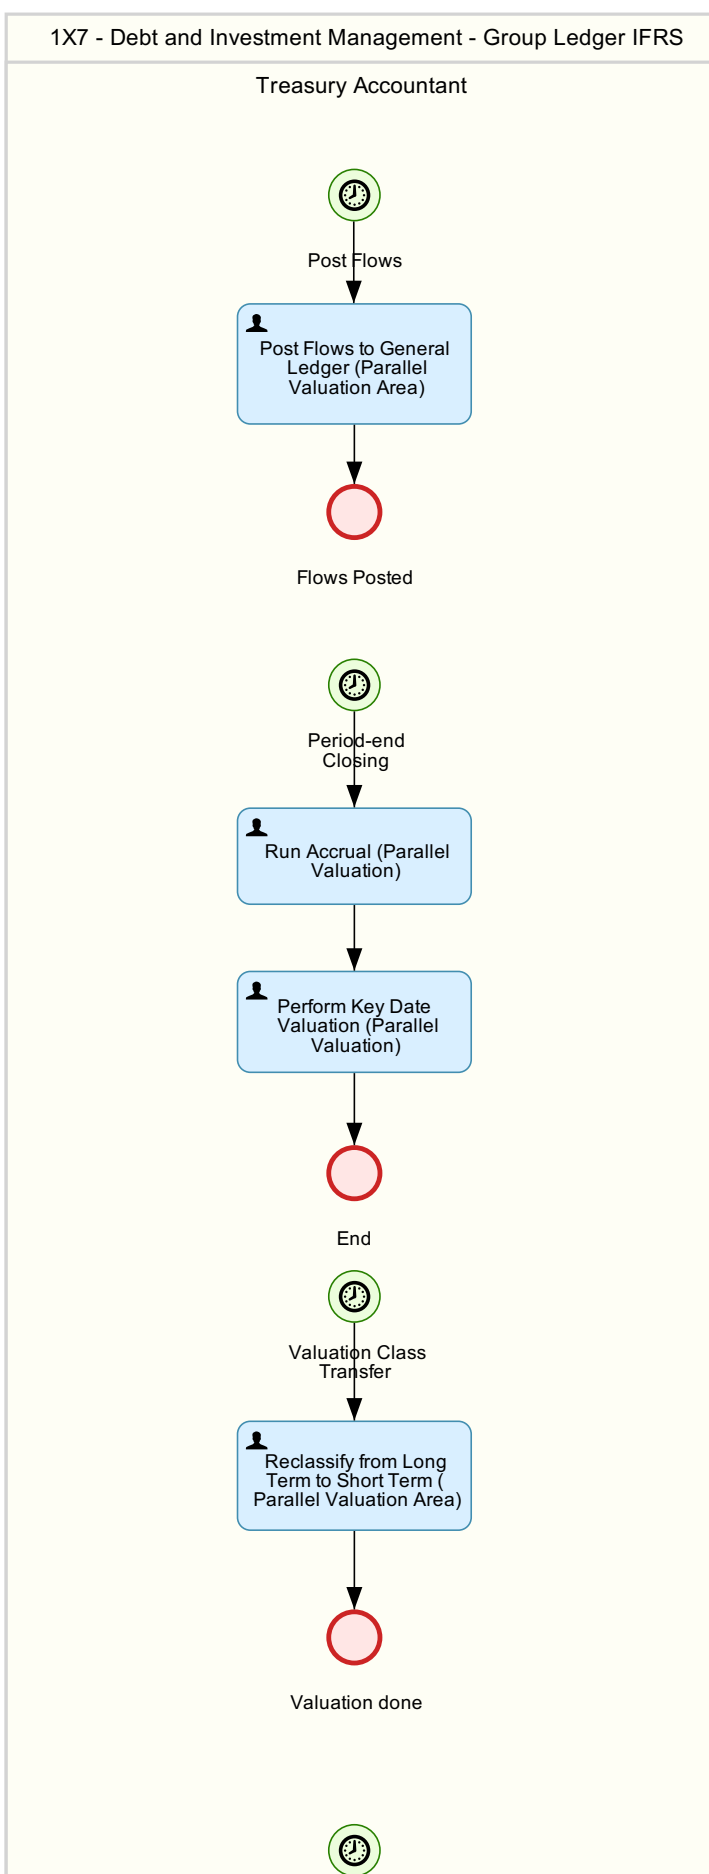 1X7 - Debt and Investment Management - Group Ledger IFRS
Treasury Accountant
Post Flows
Post Flows to General
Ledger (Parallel
Valuation Area)
Flows Posted
Period-end
Closing
Run Accrual (Parallel
Valuation)
Perform Key Date
Valuation (Parallel
Valuation)
End
Valuation Class
Transfer
Reclassify from Long
Term to Short Term (
Parallel Valuation Area)
Valuation done